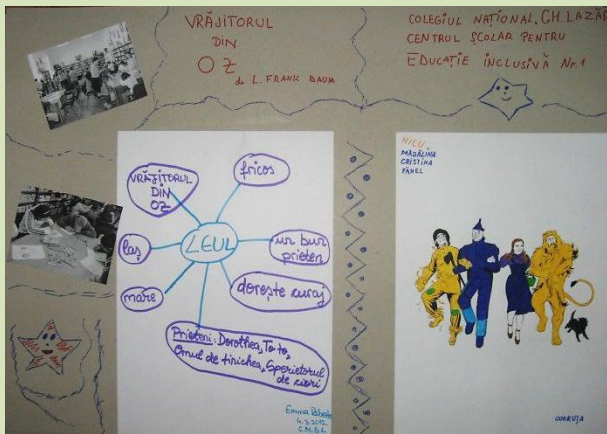 VRĂJITORUL
DIN
OZ
de L. FRANK BAUM
COLEGIUL NAȚIONAL „GH. LAZĂR
CENTRUL ȘCOLAR PENTRU
EDUCAȚIE INCLUZIVĂ Nr. 1
VRĂJITORUL
DIN
OZ
fricos
LEUL
un bun
prieten
laș
dorește curaj
mare
Prieteni: Dorothea, Toto,
Omul de tinichea, Sperietorul
de ciori
Emma
C.N.G.L
NICU
MĂDĂLINA
CRISTINA
PĂNEL